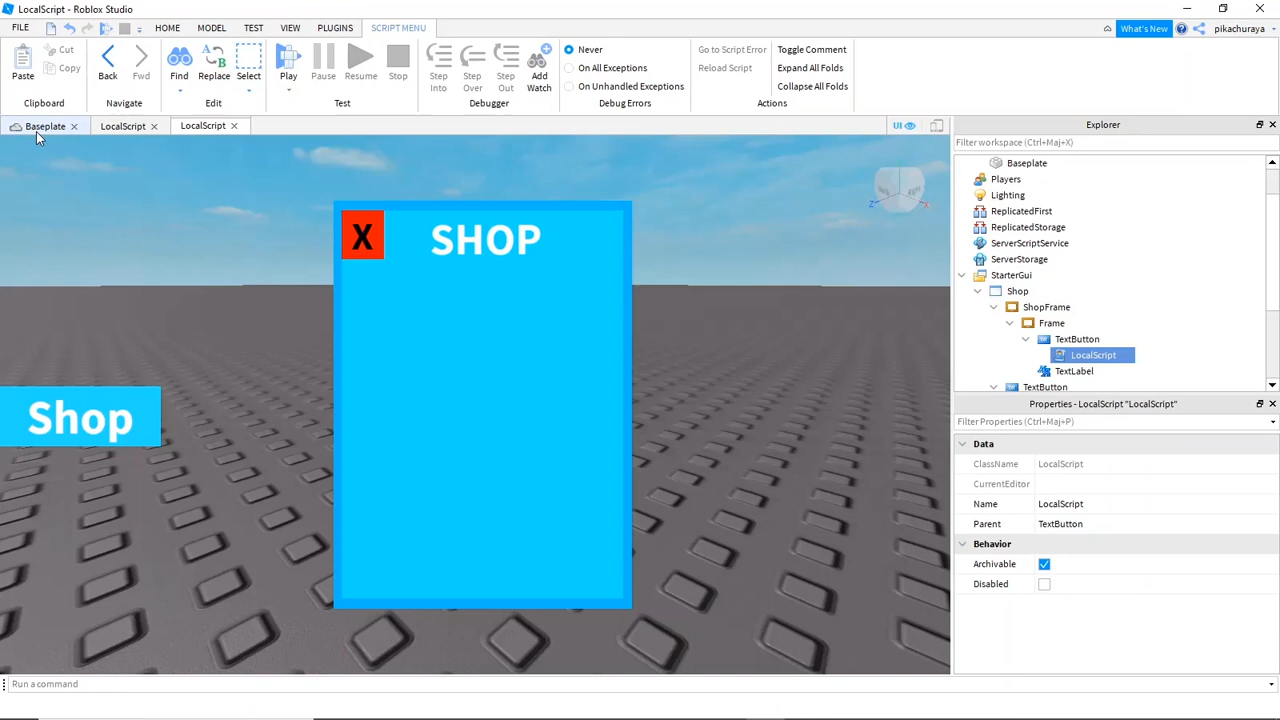 LocalScript - Roblox Studio
FILE HOME MODEL TEST VIEW PLUGINS SCRIPT MENU What's New pikachuraya
Paste Cut Copy Back Fwd Find Replace Select Play Pause Resume Stop Step Into Step Over Step Out Add Watch Never On All Exceptions On Unhandled Exceptions Go to Script Error Reload Script Toggle Comment Expand All Folds Collapse All Folds
Clipboard Navigate Edit Test Debugger Debug Errors Actions
Baseplate LocalScript LocalScript UI
X SHOP
Shop
Explorer
Filter workspace (Ctrl+Maj+X)
Baseplate
Players
Lighting
ReplicatedFirst
ReplicatedStorage
ServerScriptService
ServerStorage
StarterGui
Shop
ShopFrame
Frame
TextButton
LocalScript
TextLabel
TextButton
Properties - LocalScript "LocalScript"
Filter Properties (Ctrl+Maj+P)
Data
ClassName LocalScript
CurrentEditor
Name LocalScript
Parent TextButton
Behavior
Archivable
Disabled
Run a command